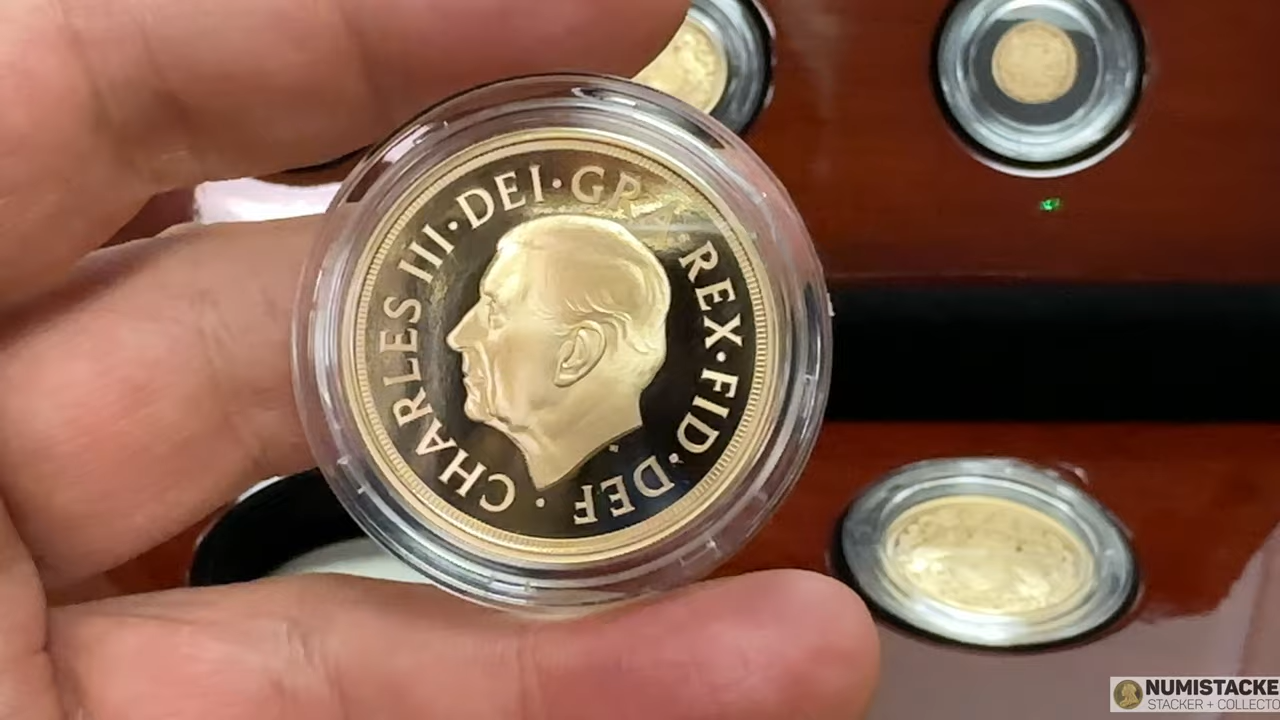 ·CHARLES III·DEI·GRA·REX·FID·DEF
NUMISTACKE
STACKER + COLLECTO